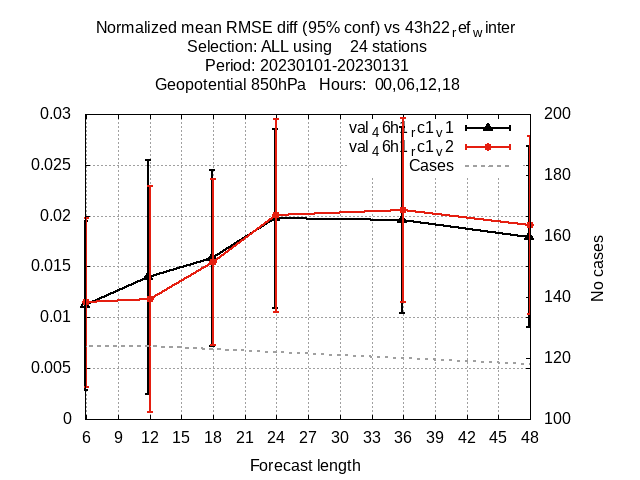 Normalized mean RMSE diff (95% conf) vs 43h22ᵣef_winter
Selection: ALL using 24 stations
Period: 20230101-20230131
Geopotential 850hPa Hours: 00,06,12,18
0.03
0.025
0.02
0.015
0.01
0.005
0
200
180
160
140
120
100
val_46h1_rc1_v1
val_46h1_rc1_v2
Cases
No cases
6 9 12 15 18 21 24 27 30 33 36 39 42 45 48
Forecast length